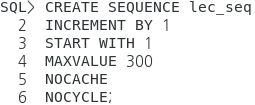 SQL> CREATE SEQUENCE lec_seq
2 INCREMENT BY 1
3 START WITH 1
4 MAXVALUE 300
5 NOCACHE
6 NOCYCLE;